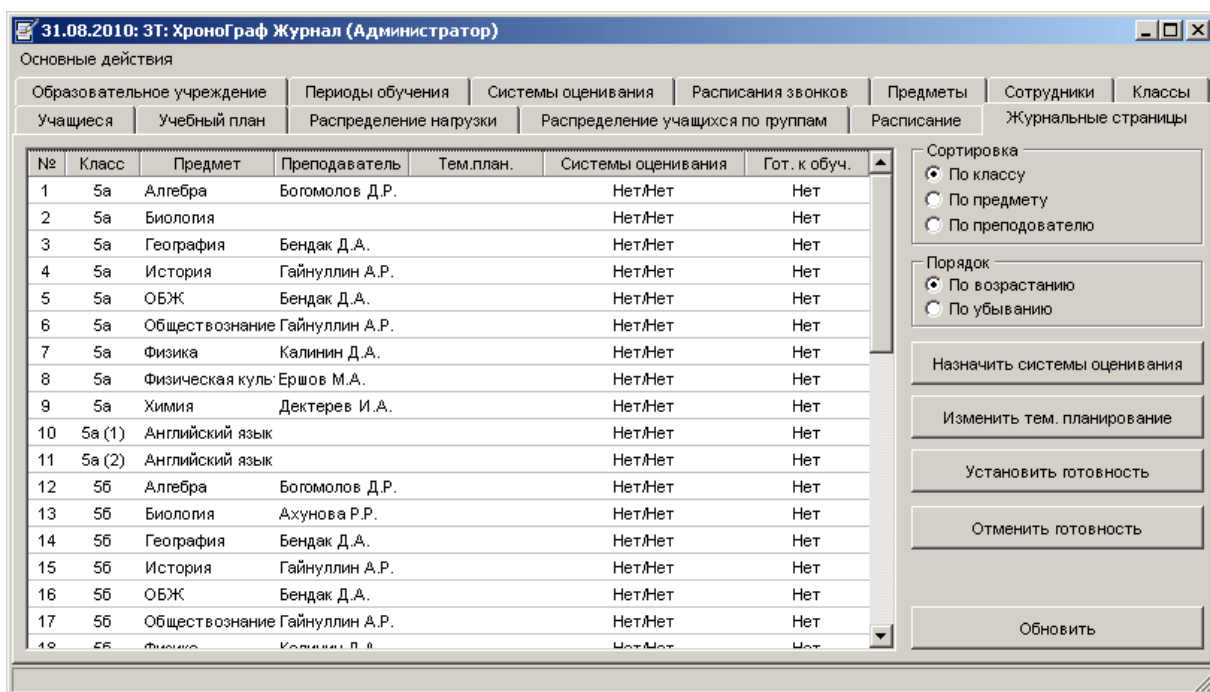 31.08.2010: 3Т: ХроноГраф Журнал (Администратор)
Основные действия
Образовательное учреждение Периоды обучения Системы оценивания Расписания звонков Предметы Сотрудники Классы
Учащиеся Учебный план Распределение нагрузки Распределение учащихся по группам Расписание Журнальные страницы
№ Класс Предмет Преподаватель Тем.план. Системы оценивания Гот. к обуч.
1 5а Алгебра Богомолов Д.Р. Нет/Нет Нет
2 5а Биология Нет/Нет Нет
3 5а География Бендак Д.А. Нет/Нет Нет
4 5а История Гайнуллин А.Р. Нет/Нет Нет
5 5а ОБЖ Бендак Д.А. Нет/Нет Нет
6 5а Обществознание Гайнуллин А.Р. Нет/Нет Нет
7 5а Физика Калинин Д.А. Нет/Нет Нет
8 5а Физическая куль Ершов М.А. Нет/Нет Нет
9 5а Химия Дектерев И.А. Нет/Нет Нет
10 5а (1) Английский язык Нет/Нет Нет
11 5а (2) Английский язык Нет/Нет Нет
12 5б Алгебра Богомолов Д.Р. Нет/Нет Нет
13 5б Биология Ахунова Р.Р. Нет/Нет Нет
14 5б География Бендак Д.А. Нет/Нет Нет
15 5б История Гайнуллин А.Р. Нет/Нет Нет
16 5б ОБЖ Бендак Д.А. Нет/Нет Нет
17 5б Обществознание Гайнуллин А.Р. Нет/Нет Нет
18 5б Физика Калинин Д.А. Нет/Нет Нет
Сортировка
По классу
По предмету
По преподователю
Порядок
По возрастанию
По убыванию
Назначить системы оценивания
Изменить тем. планирование
Установить готовность
Отменить готовность
Обновить